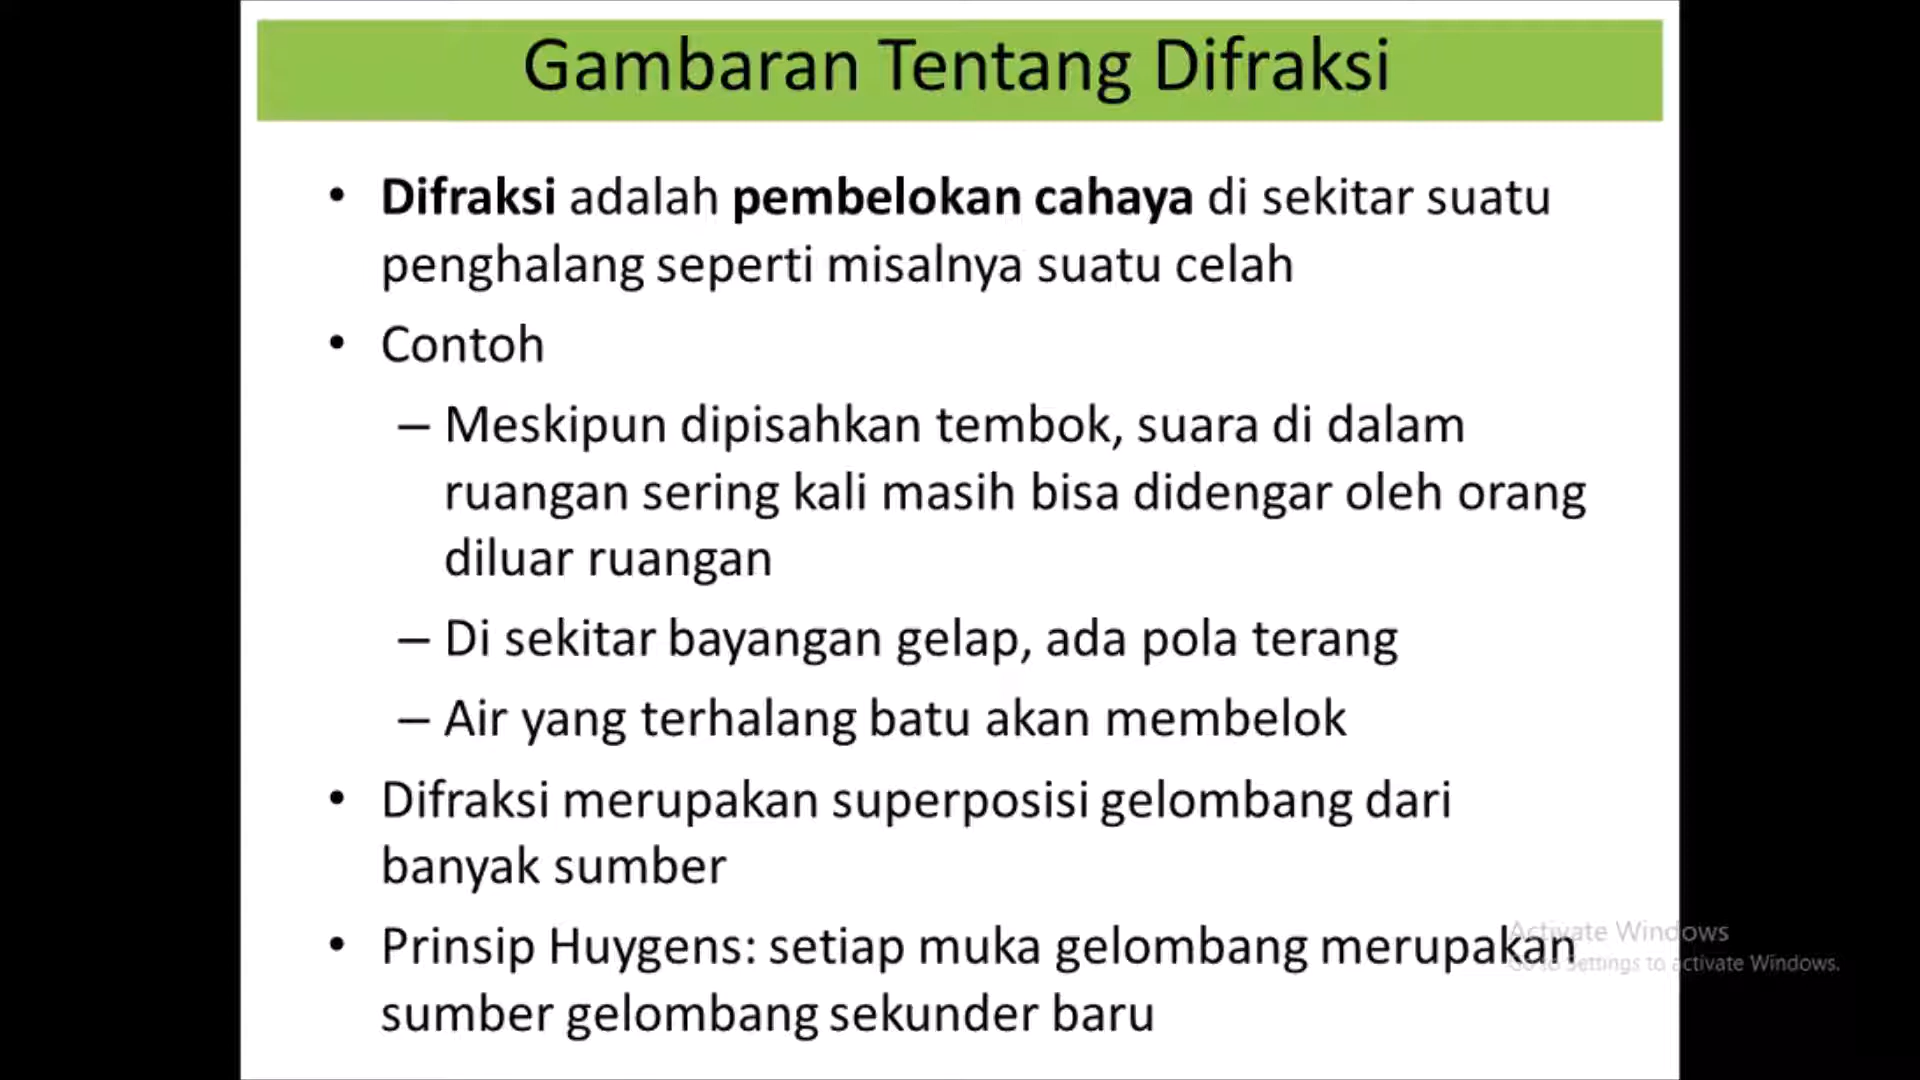 Gambaran Tentang Difraksi
• Difraksi adalah pembelokan cahaya di sekitar suatu
penghalang seperti misalnya suatu celah
• Contoh
– Meskipun dipisahkan tembok, suara di dalam
ruangan sering kali masih bisa didengar oleh orang
diluar ruangan
– Di sekitar bayangan gelap, ada pola terang
– Air yang terhalang batu akan membelok
• Difraksi merupakan superposisi gelombang dari
banyak sumber
• Prinsip Huygens: setiap muka gelombang merupakan
sumber gelombang sekunder baru
Activate Windows
Go to Settings to activate Windows.